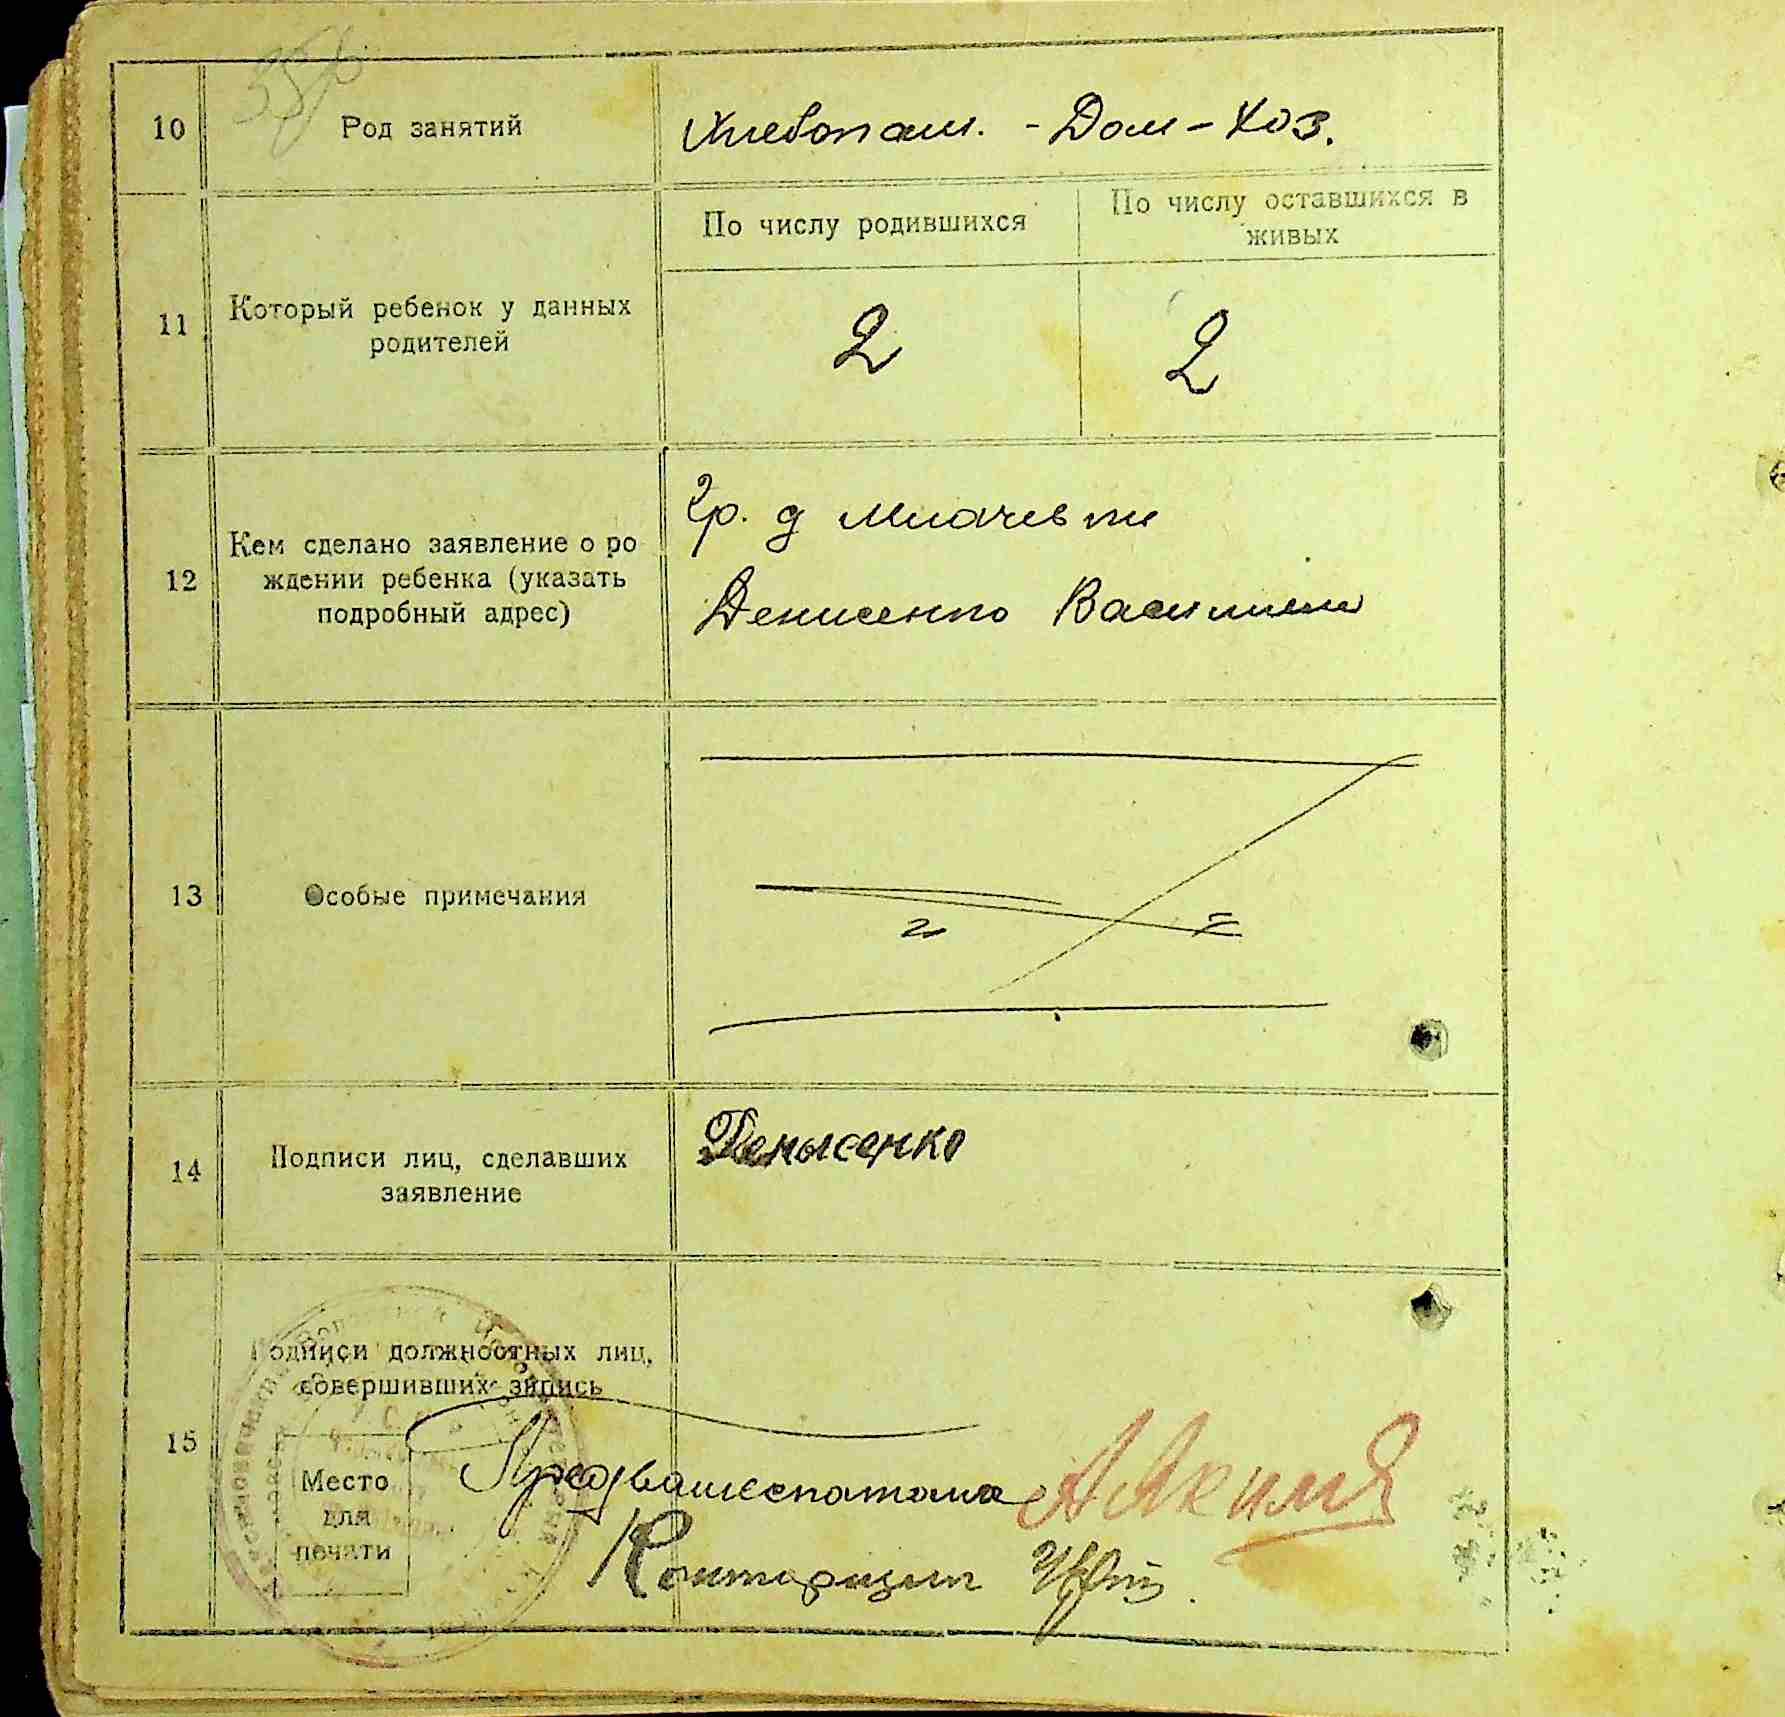 10
Род занятий
Хлебопаш. - Дом-хоз.
11
Который ребенок у данных
родителей
По числу родившихся
По числу оставшихся в
живых
2
2
12
Кем сделано заявление о ро
ждении ребенка (указать
подробный адрес)
Гр. д
Денисенко Василием
13
Особые примечания
14
Подписи лиц, сделавших
заявление
Денысенко
15
Подписи должностных лиц,
совершивших запись
Место
для
печати